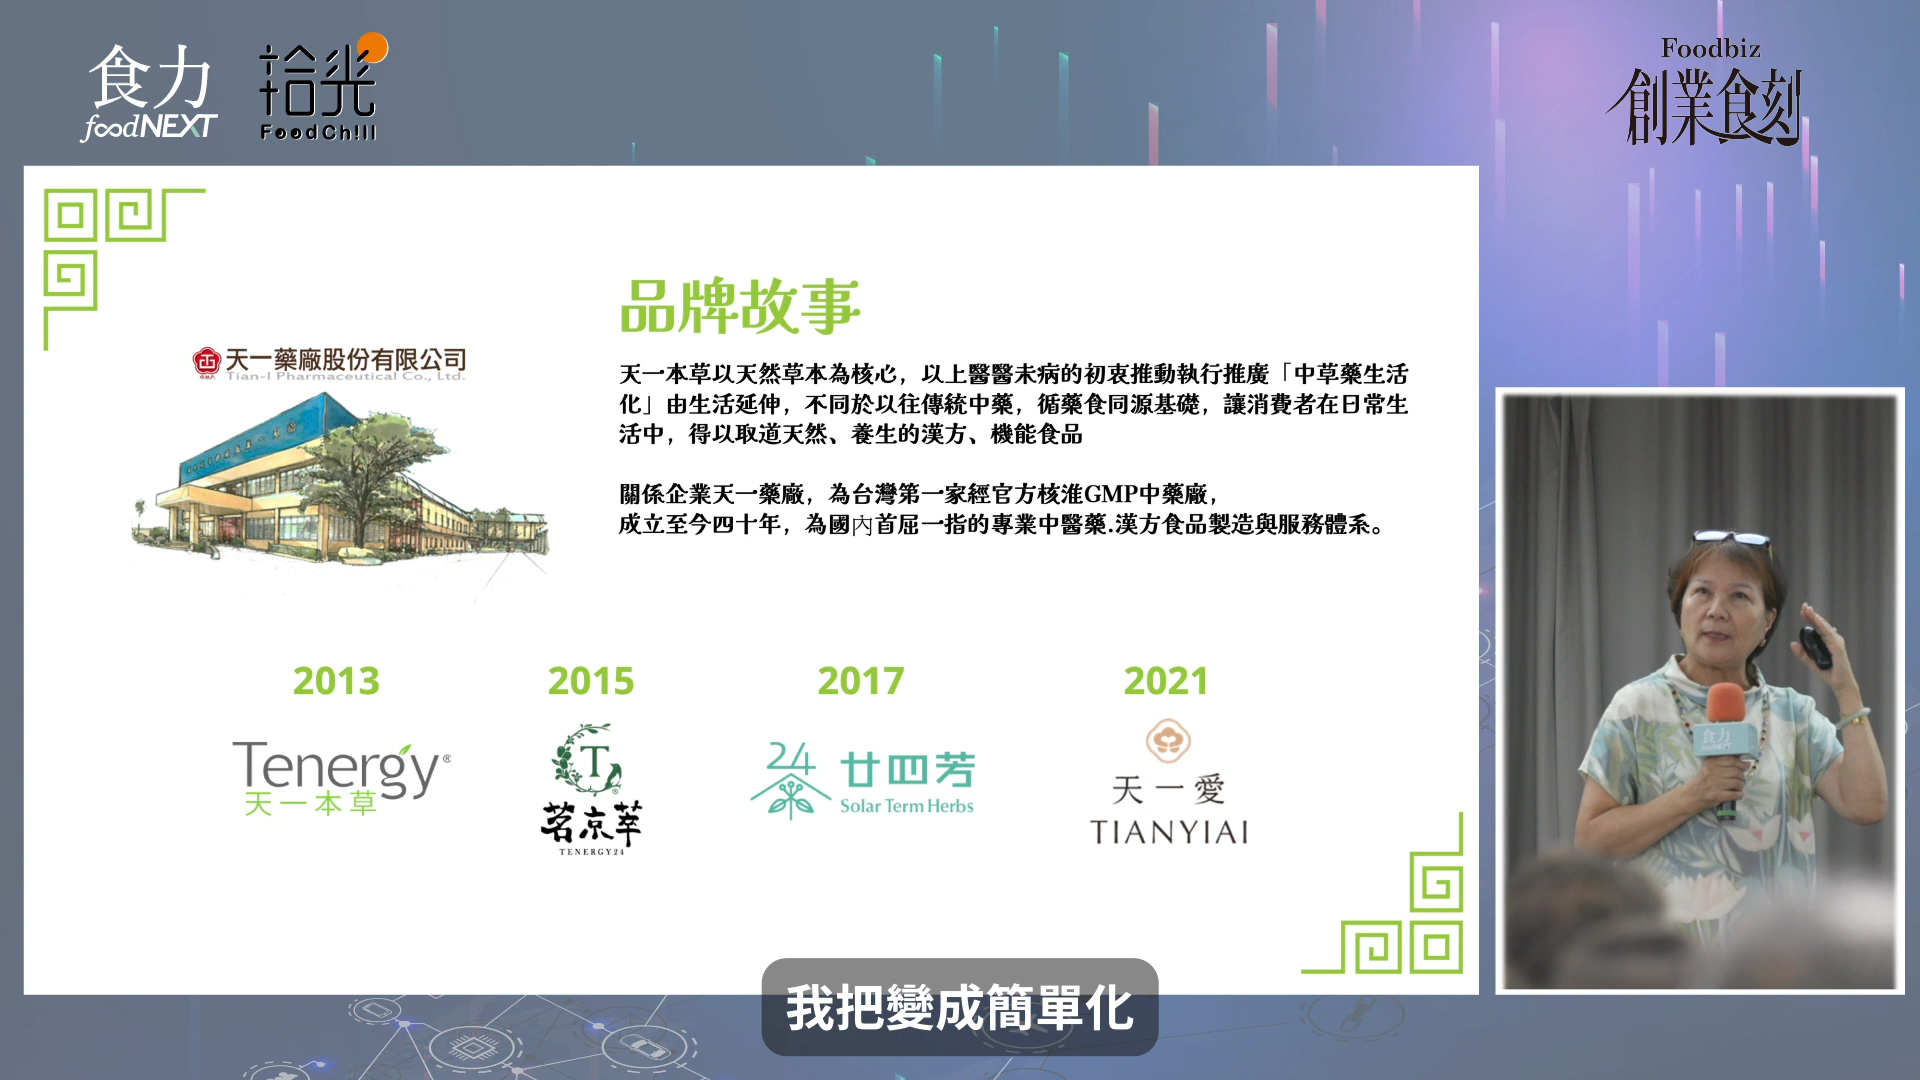 食力
foodNEXT
拾光
FoodCh!ll
Foodbiz
創業食刻
天一藥廠股份有限公司
Tian-I Pharmaceutical Co., Ltd.
品牌故事
天一本草以天然草本為核心，以上醫醫未病的初衷推動執行推廣「中草藥生活
化」由生活延伸，不同於以往傳統中藥，循藥食同源基礎，讓消費者在日常生
活中，得以取道天然、養生的漢方、機能食品
關係企業天一藥廠，為台灣第一家經官方核淮GMP中藥廠，
成立至今四十年，為國內首屈一指的專業中醫藥.漢方食品製造與服務體系。
2013
2015
2017
2021
Tenergy®
天一本草
T
茗京萃
TENERGY24
24
廿四芳
Solar Term Herbs
天一愛
TIANYIAI
食力
foodNEXT
我把變成簡單化